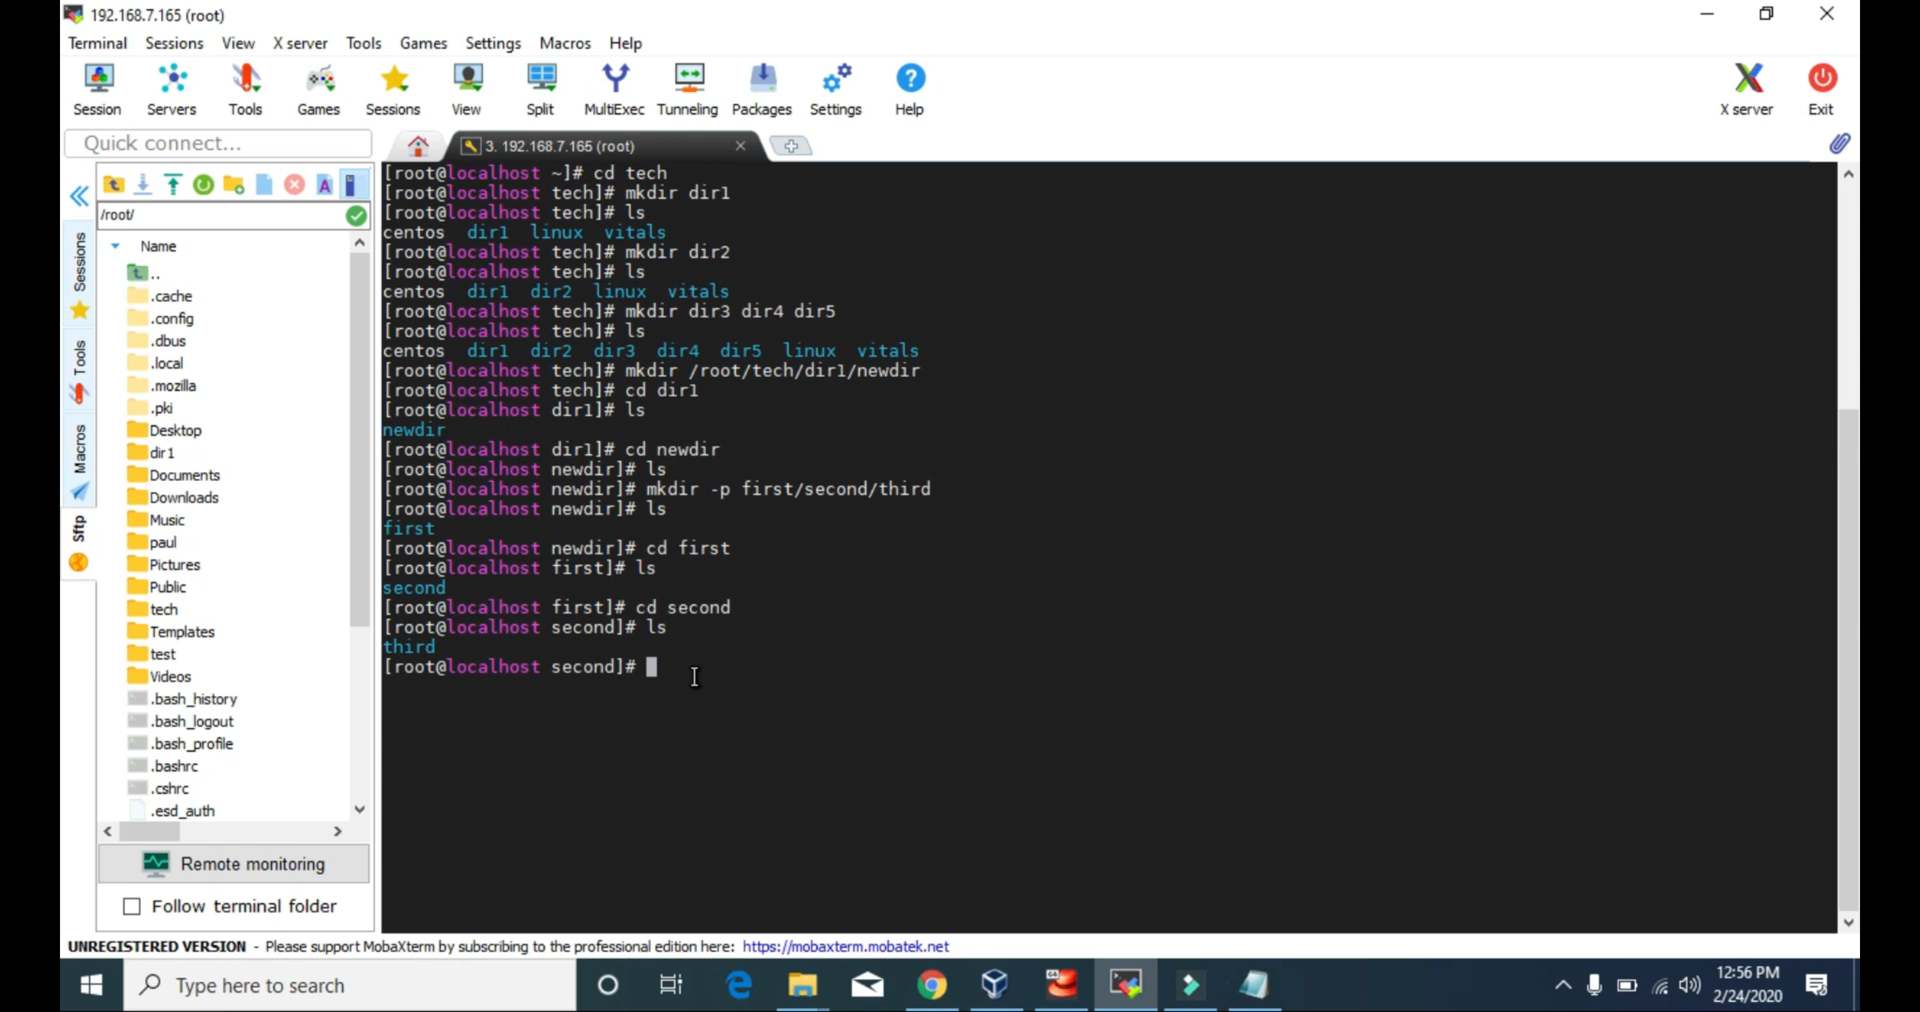 192.168.7.165 (root)
Terminal Sessions View X server Tools Games Settings Macros Help
Session Servers Tools Games Sessions View Split MultiExec Tunneling Packages Settings Help X server Exit
Quick connect...
3. 192.168.7.165 (root)
/root/
Name
..
.cache
.config
.dbus
.local
.mozilla
.pki
Desktop
dir1
Documents
Downloads
Music
paul
Pictures
Public
tech
Templates
test
Videos
.bash_history
.bash_logout
.bash_profile
.bashrc
.cshrc
.esd_auth
Sessions
Tools
Macros
Sftp
Remote monitoring
Follow terminal folder
[root@localhost ~]# cd tech
[root@localhost tech]# mkdir dir1
[root@localhost tech]# ls
centos dir1 linux vitals
[root@localhost tech]# mkdir dir2
[root@localhost tech]# ls
centos dir1 dir2 linux vitals
[root@localhost tech]# mkdir dir3 dir4 dir5
[root@localhost tech]# ls
centos dir1 dir2 dir3 dir4 dir5 linux vitals
[root@localhost tech]# mkdir /root/tech/dir1/newdir
[root@localhost tech]# cd dir1
[root@localhost dir1]# ls
newdir
[root@localhost dir1]# cd newdir
[root@localhost newdir]# ls
[root@localhost newdir]# mkdir -p first/second/third
[root@localhost newdir]# ls
first
[root@localhost newdir]# cd first
[root@localhost first]# ls
second
[root@localhost first]# cd second
[root@localhost second]# ls
third
[root@localhost second]#
UNREGISTERED VERSION - Please support MobaXterm by subscribing to the professional edition here: https://mobaxterm.mobatek.net
Type here to search
12:56 PM
2/24/2020